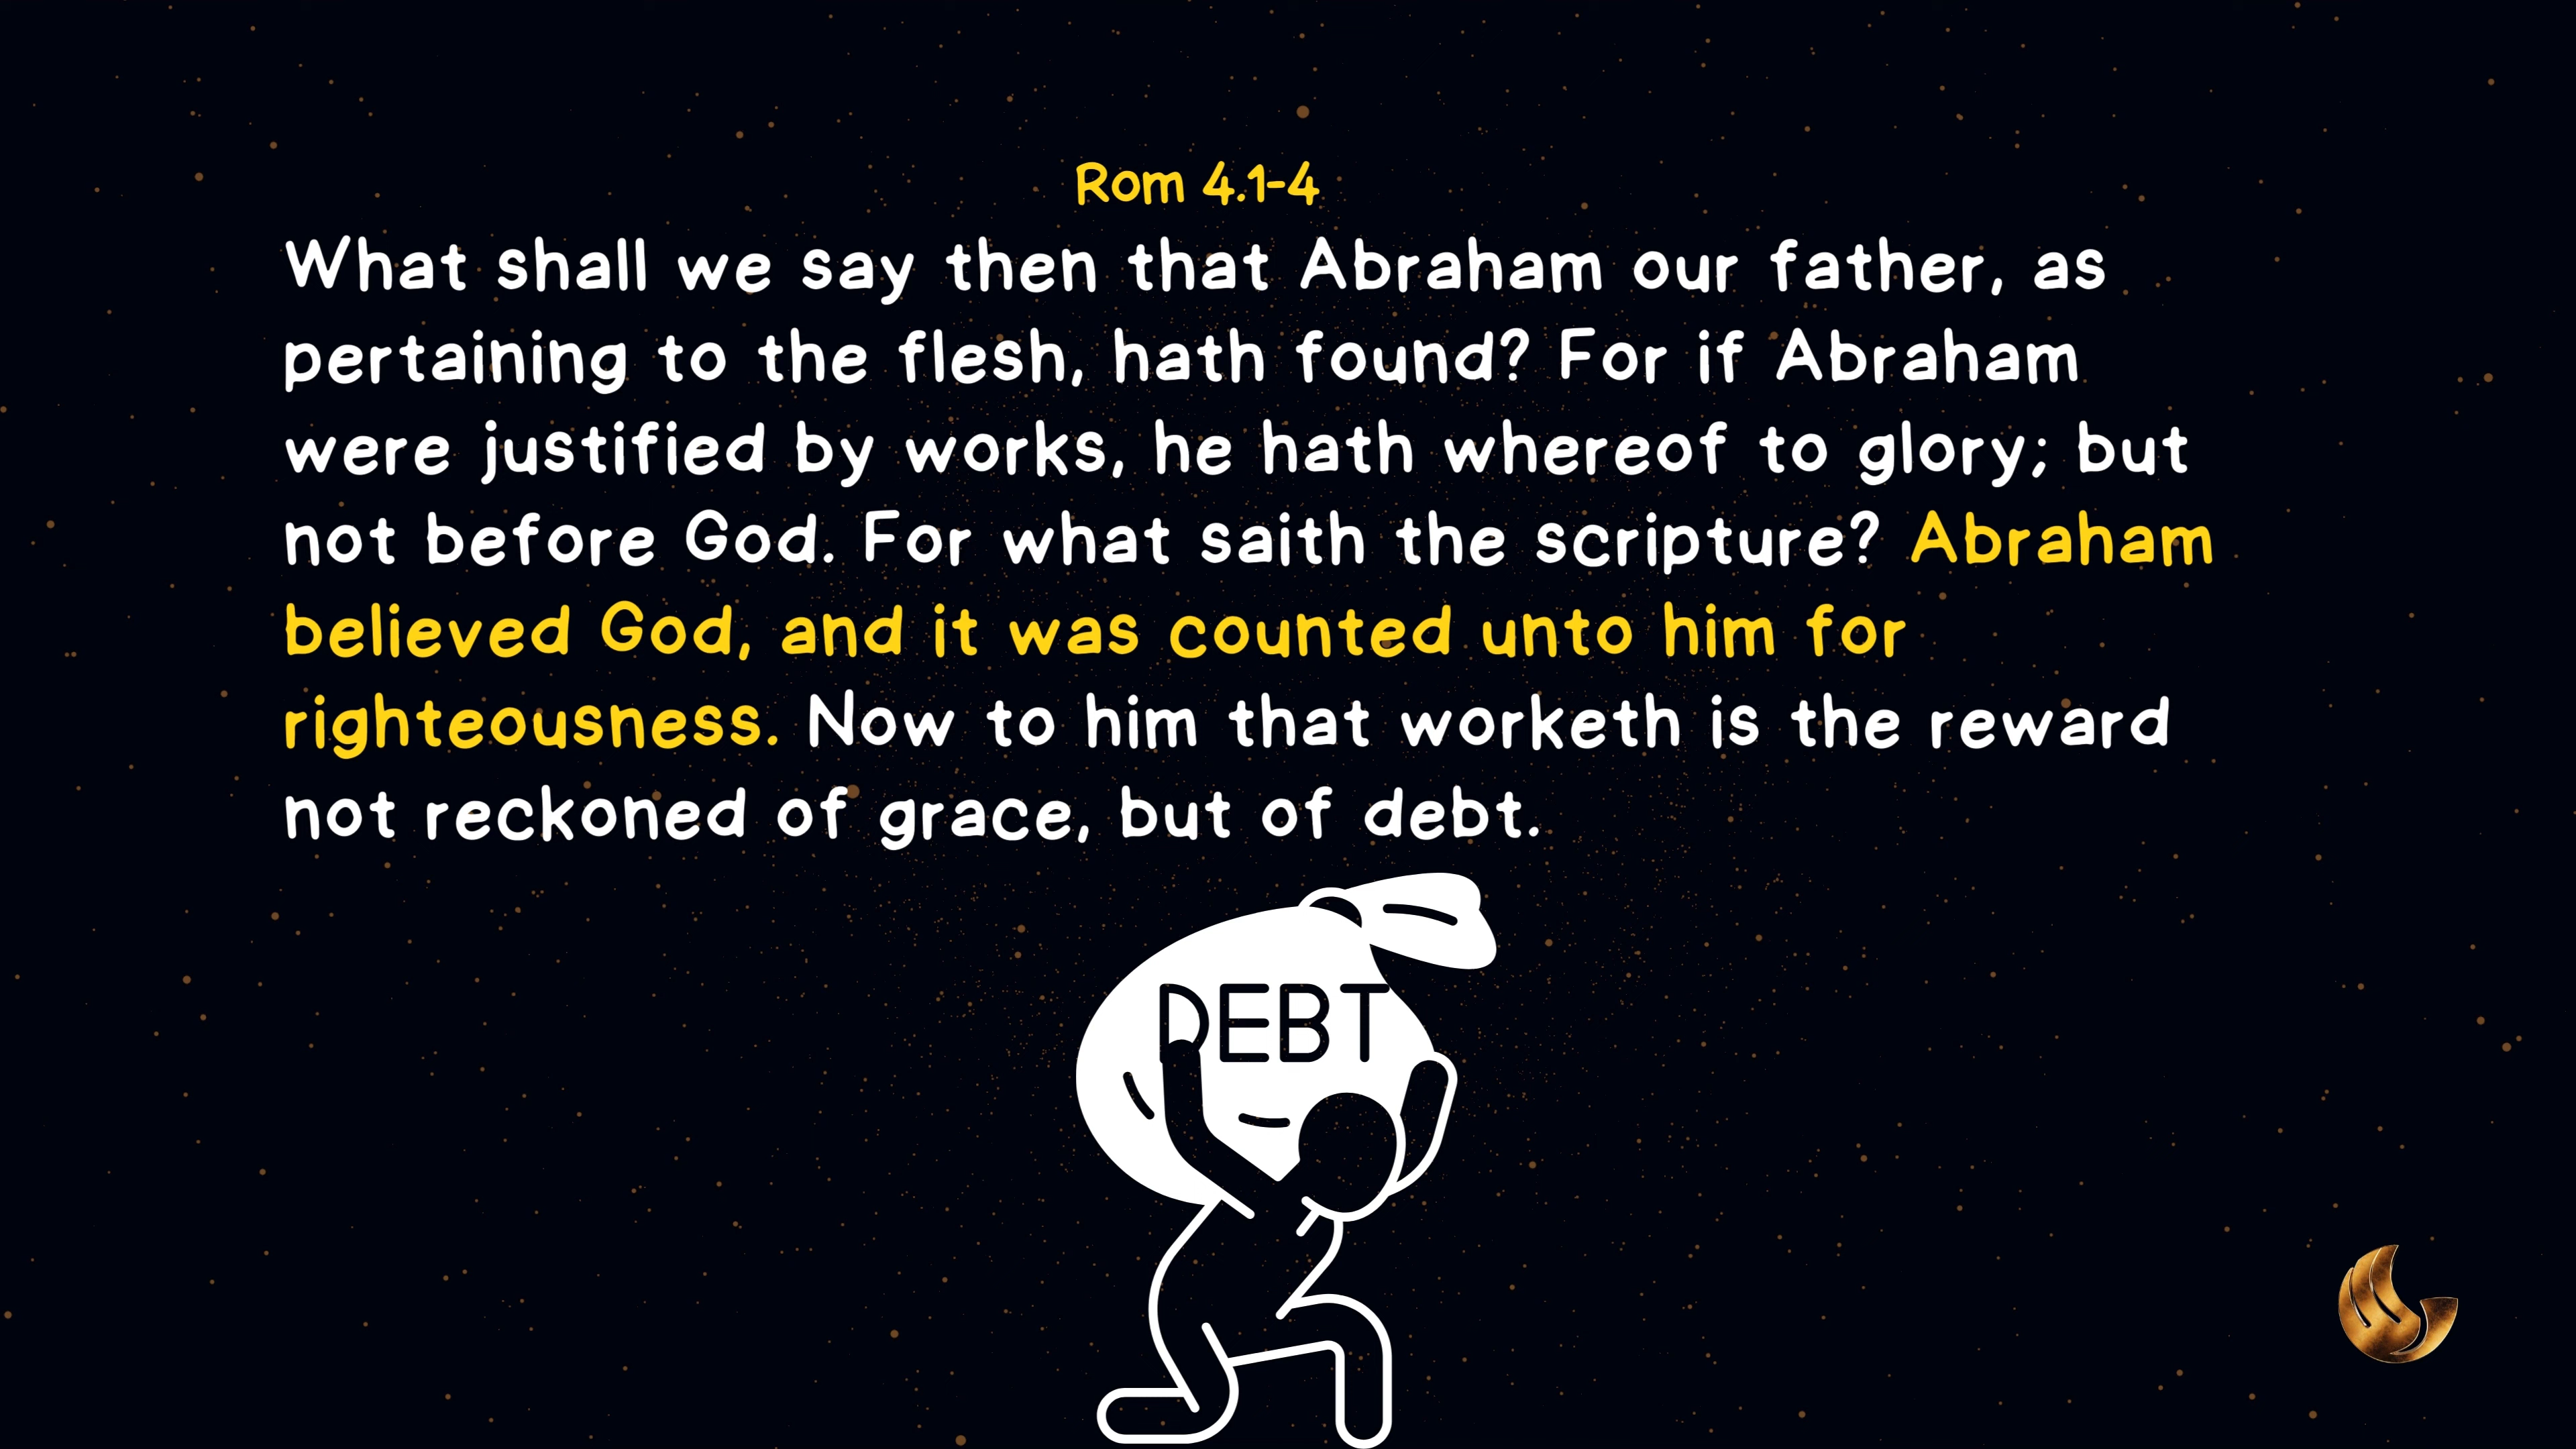 Rom 4.1-4
What shall we say then that Abraham our father, as
pertaining to the flesh, hath found? For if Abraham
were justified by works, he hath whereof to glory; but
not before God. For what saith the scripture? Abraham
believed God, and it was counted unto him for
righteousness. Now to him that worketh is the reward
not reckoned of grace, but of debt.
DEBT